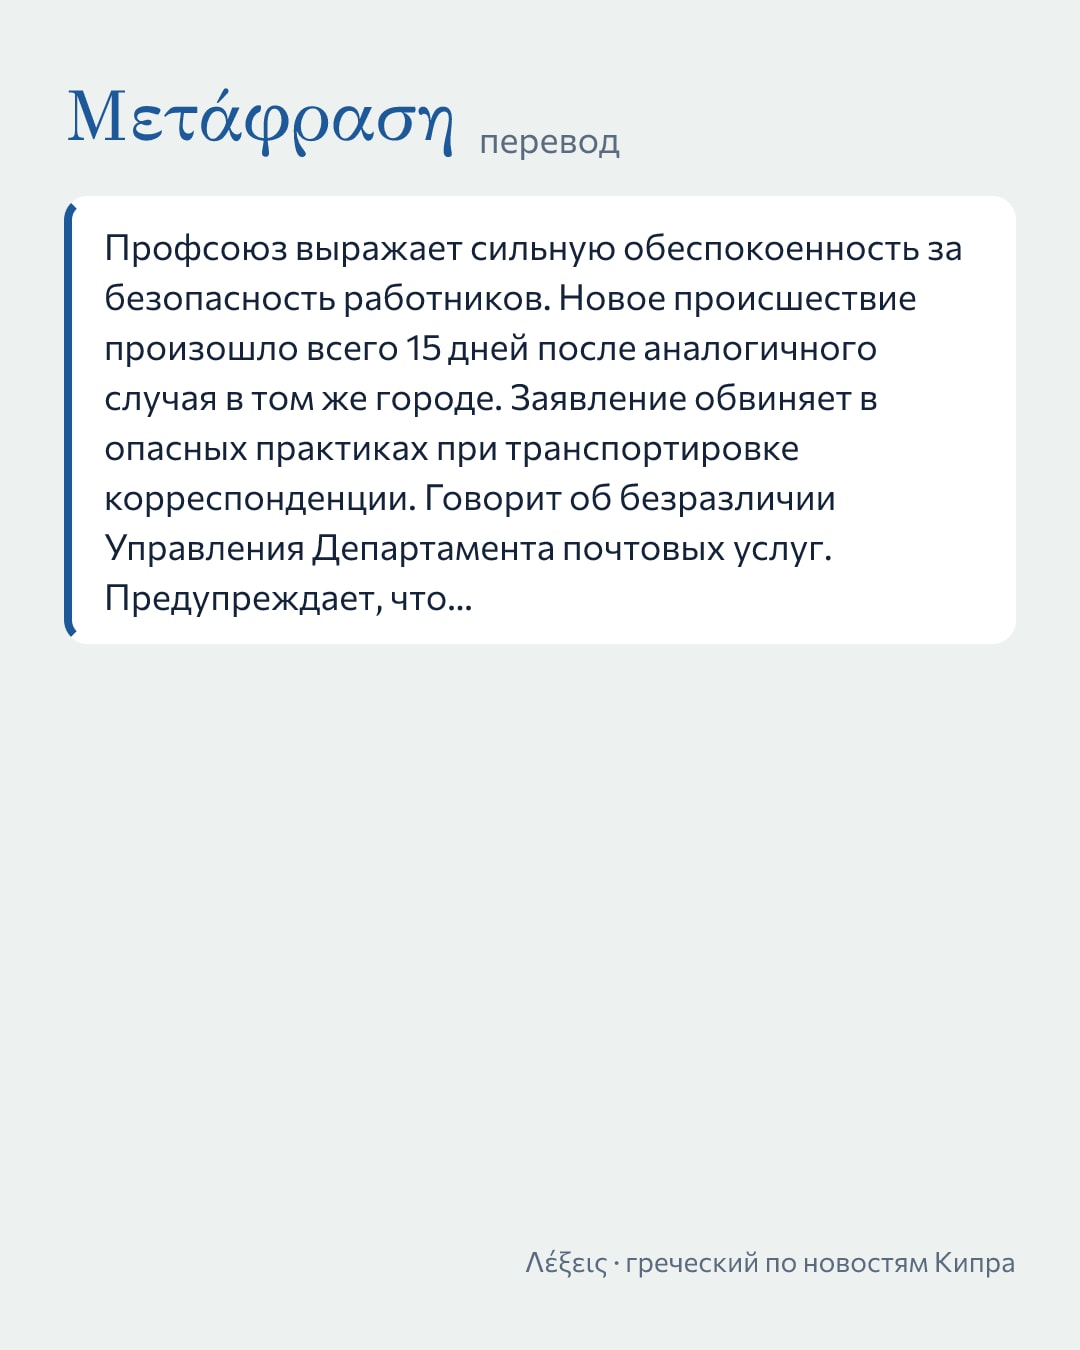 Μετάφραση перевод
Профсоюз выражает сильную обеспокоенность за
безопасность работников. Новое происшествие
произошло всего 15 дней после аналогичного
случая в том же городе. Заявление обвиняет в
опасных практиках при транспортировке
корреспонденции. Говорит об безразличии
Управления Департамента почтовых услуг.
Предупреждает, что...
Λέξεις · греческий по новостям Кипра